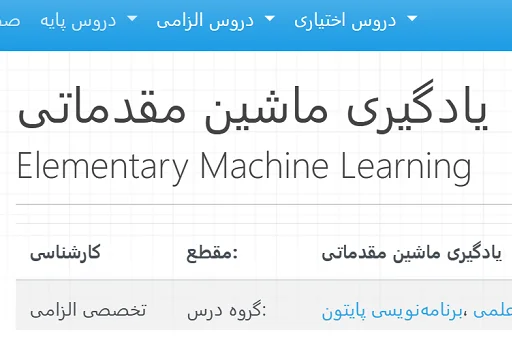 دروس اختیاری دروس الزامی دروس پایه
یادگیری ماشین مقدماتی
Elementary Machine Learning
یادگیری ماشین مقدماتی مقطع: کارشناسی
علمی، برنامه‌نویسی پایتون گروه درس: تخصصی الزامی